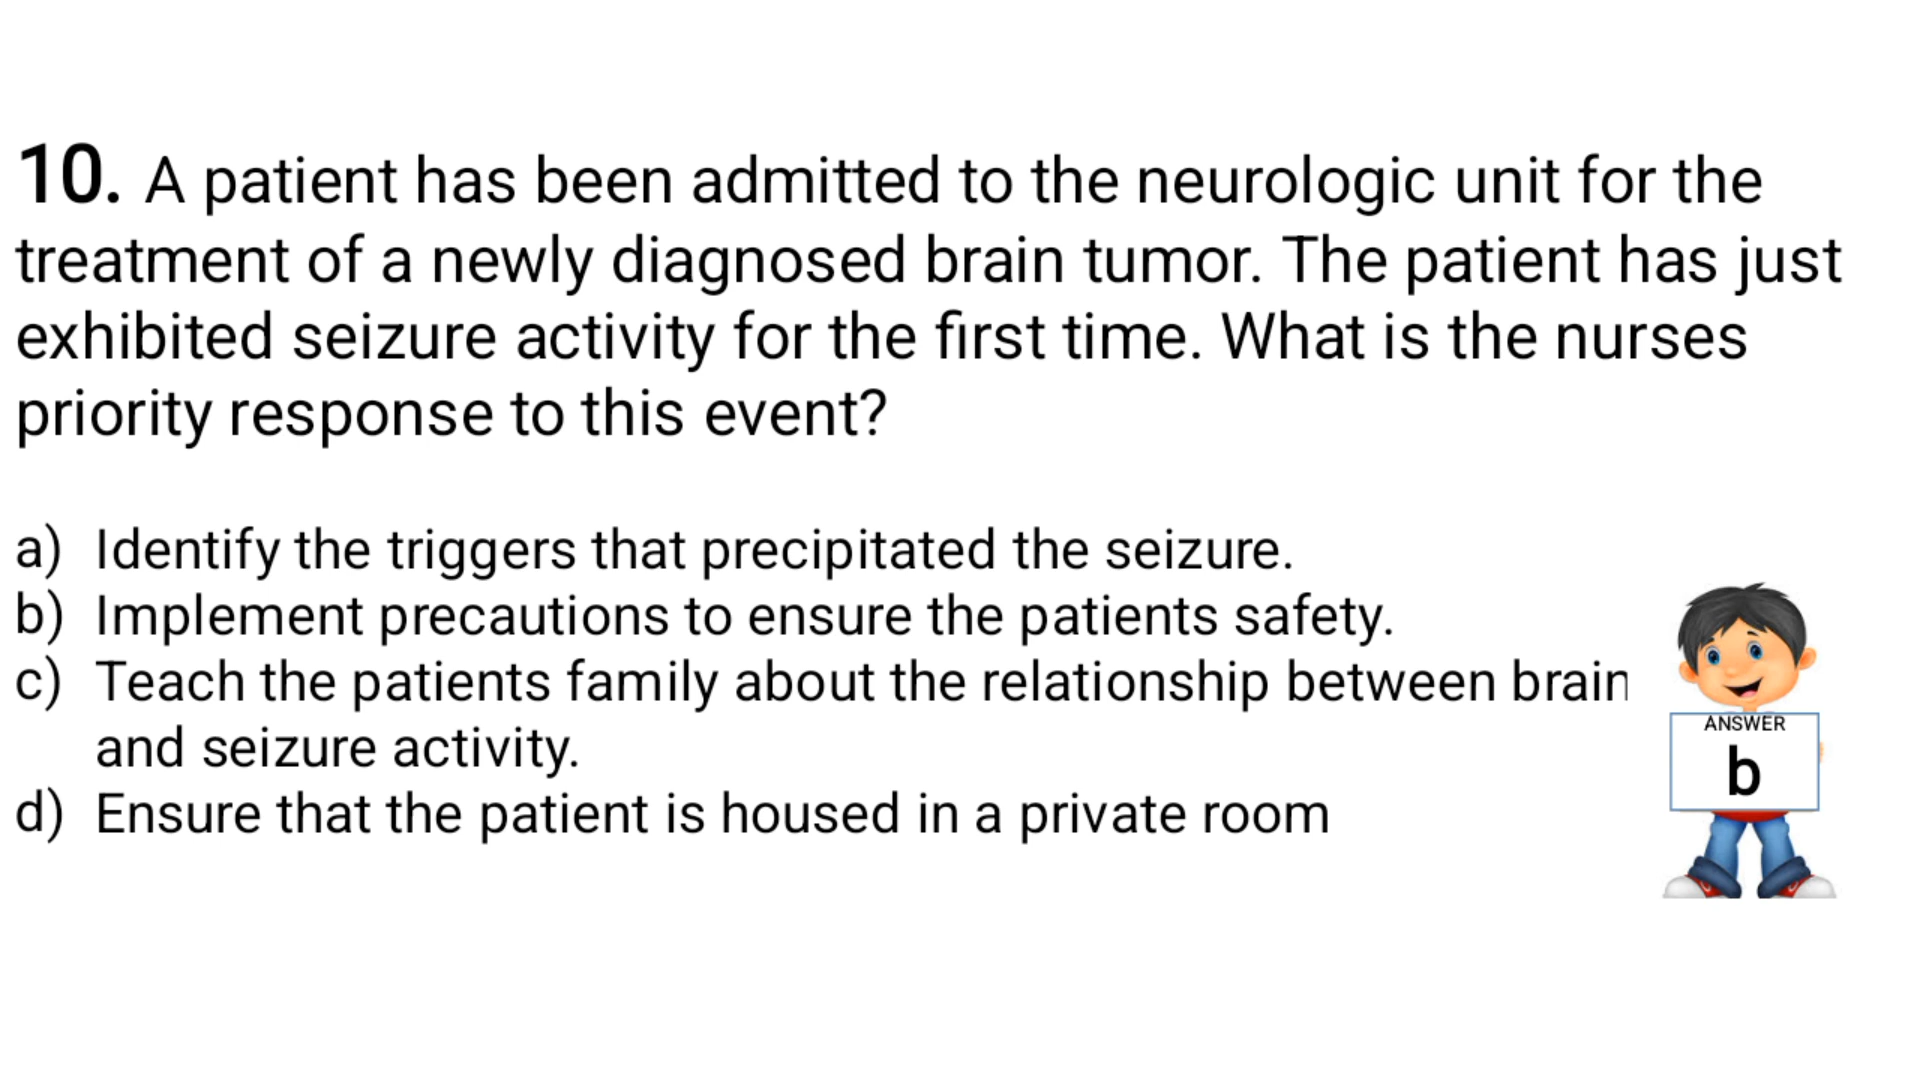 10. A patient has been admitted to the neurologic unit for the
treatment of a newly diagnosed brain tumor. The patient has just
exhibited seizure activity for the first time. What is the nurses
priority response to this event?
a) Identify the triggers that precipitated the seizure.
b) Implement precautions to ensure the patients safety.
c) Teach the patients family about the relationship between brain
and seizure activity.
d) Ensure that the patient is housed in a private room
ANSWER
b